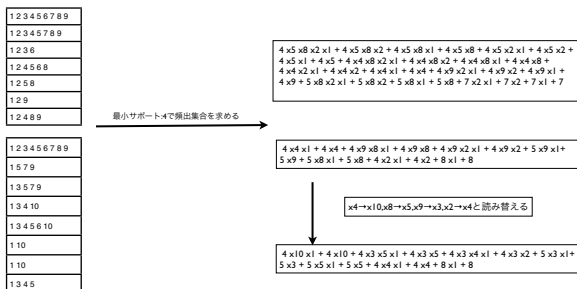 1 2 3 4 5 6 7 8 9
1 2 3 4 5 7 8 9
1 2 3 6
1 2 4 5 6 8
1 2 5 8
1 2 9
1 2 4 8 9
最小サポート:4で頻出集合を求める
4 x5 x8 x2 x1 + 4 x5 x8 x2 + 4 x5 x8 x1 + 4 x5 x8 + 4 x5 x2 x1 + 4 x5 x2 +
4 x5 x1 + 4 x5 + 4 x4 x8 x2 x1 + 4 x4 x8 x2 + 4 x4 x8 x1 + 4 x4 x8 +
4 x4 x2 x1 + 4 x4 x2 + 4 x4 x1 + 4 x4 + 4 x9 x2 x1 + 4 x9 x2 + 4 x9 x1 +
4 x9 + 5 x8 x2 x1 + 5 x8 x2 + 5 x8 x1 + 5 x8 + 7 x2 x1 + 7 x2 + 7 x1 + 7
1 2 3 4 5 6 7 8 9
1 5 7 9
1 3 5 7 9
1 3 4 10
1 3 4 5 6 10
1 10
1 10
1 3 4 5
4 x4 x1 + 4 x4 + 4 x9 x8 x1 + 4 x9 x8 + 4 x9 x2 x1 + 4 x9 x2 + 5 x9 x1+
5 x9 + 5 x8 x1 + 5 x8 + 4 x2 x1 + 4 x2 + 8 x1 + 8
x4→x10,x8→x5,x9→x3,x2→x4と読み替える
4 x10 x1 + 4 x10 + 4 x3 x5 x1 + 4 x3 x5 + 4 x3 x4 x1 + 4 x3 x2 + 5 x3 x1+
5 x3 + 5 x5 x1 + 5 x5 + 4 x4 x1 + 4 x4 + 8 x1 + 8